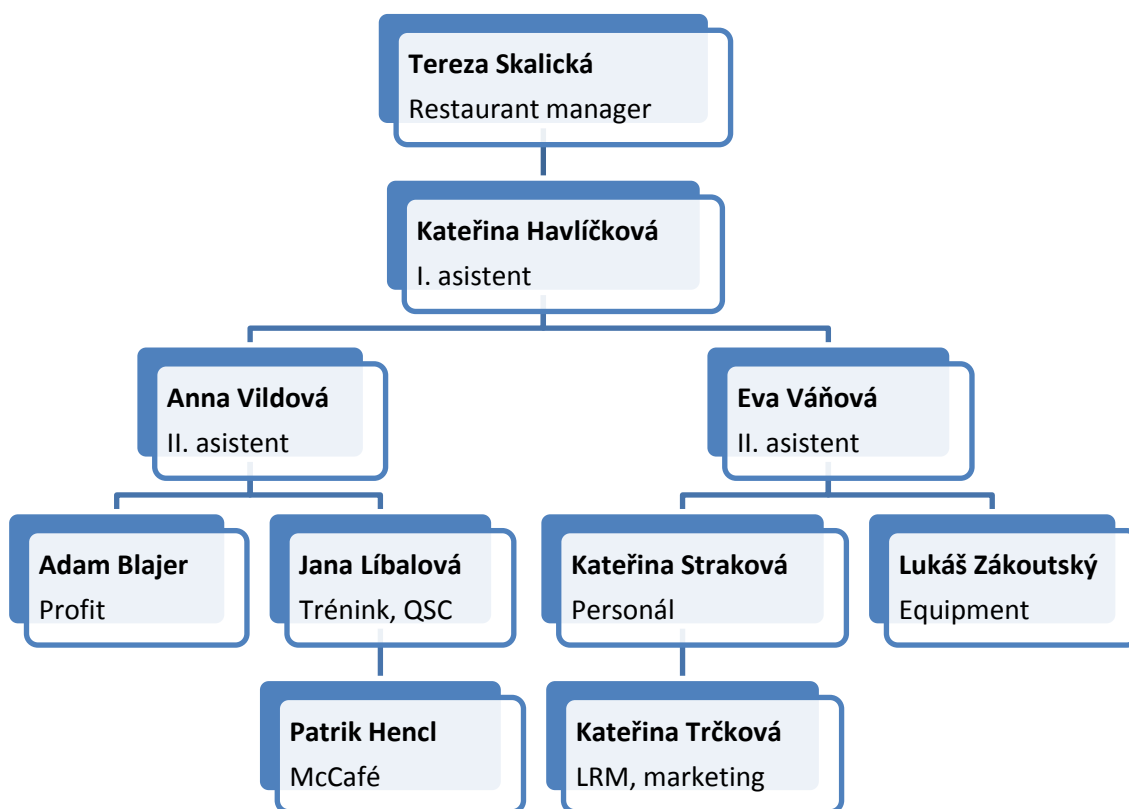 Tereza Skalická
Restaurant manager
Kateřina Havlíčková
I. asistent
Anna Vildová
II. asistent
Eva Váňová
II. asistent
Adam Blajer
Profit
Jana Líbalová
Trénink, QSC
Kateřina Straková
Personál
Lukáš Zákoutský
Equipment
Patrik Hencl
McCafé
Kateřina Trčková
LRM, marketing